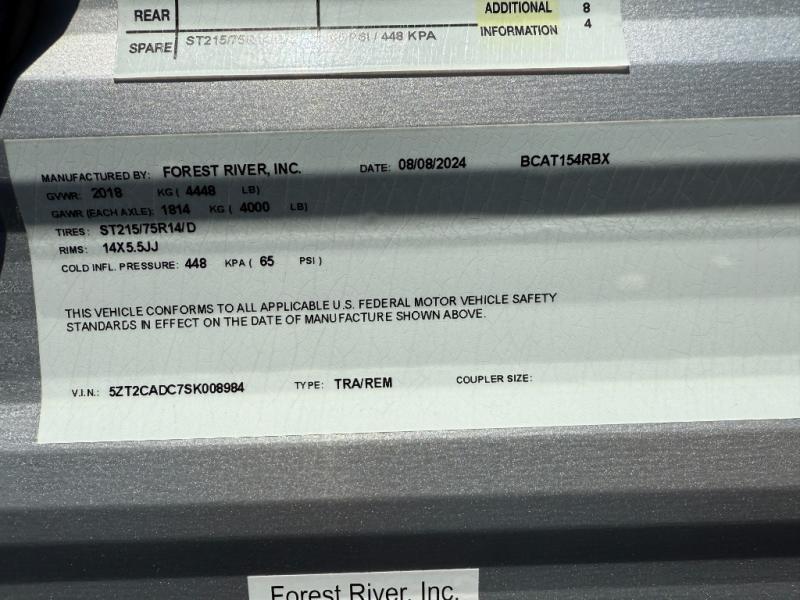 ADDITIONAL 8
REAR
INFORMATION 4
SPARE ST215/75R14/D PSI / 448 KPA
MANUFACTURED BY: FOREST RIVER, INC. DATE: 08/08/2024 BCAT154RBX
GVWR: 2018 KG ( 4448 LB)
GAWR (EACH AXLE): 1814 KG ( 4000 LB)
TIRES: ST215/75R14/D
RIMS: 14X5.5JJ
COLD INFL. PRESSURE: 448 KPA ( 65 PSI )
THIS VEHICLE CONFORMS TO ALL APPLICABLE U.S. FEDERAL MOTOR VEHICLE SAFETY
STANDARDS IN EFFECT ON THE DATE OF MANUFACTURE SHOWN ABOVE.
V.I.N.: 5ZT2CADC7SK008984 TYPE: TRA/REM COUPLER SIZE:
Forest River, Inc.